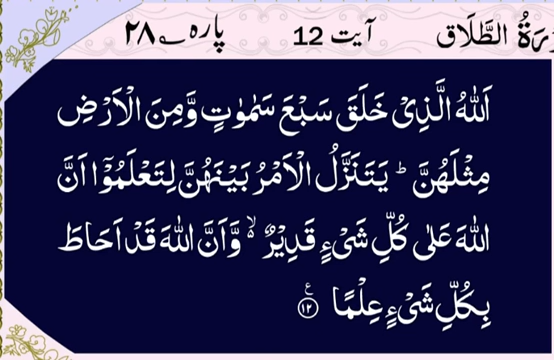 سُوْرَةُ الطَّلَاق آیت 12 پارہ ۲۸
اَللّٰهُ الَّذِیْ خَلَقَ سَبْعَ سَمٰوٰتٍ وَّمِنَ الْاَرْضِ
مِثْلَهُنَّ ؕ یَتَنَزَّلُ الْاَمْرُ بَیْنَهُنَّ لِتَعْلَمُوْۤا اَنَّ
اللّٰهَ عَلٰی كُلِّ شَیْءٍ قَدِیْرٌ ۙ۬ وَّاَنَّ اللّٰهَ قَدْ اَحَاطَ
بِكُلِّ شَیْءٍ عِلْمًا ۧ ﴿۱۲﴾